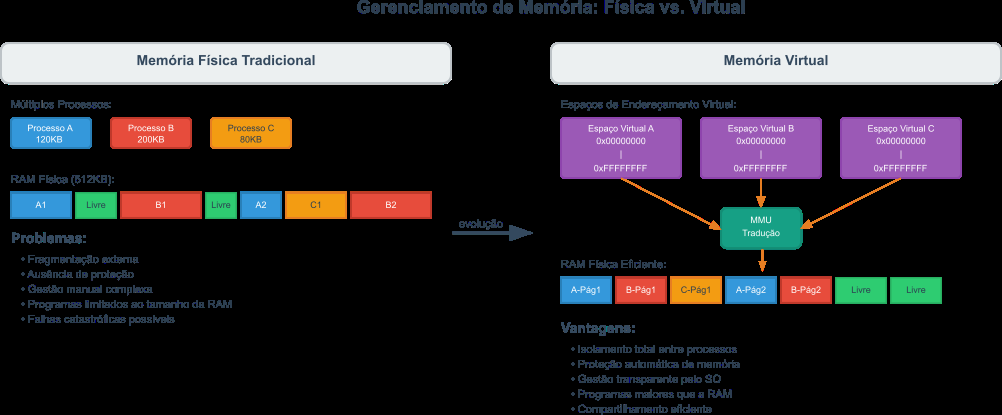 Gerenciamento de Memória: Física vs. Virtual
Memória Física Tradicional
Múltiplos Processos:
Processo A
120KB
Processo B
200KB
Processo C
80KB
RAM Física (512KB):
A1
Livre
B1
Livre
A2
C1
B2
Problemas:
• Fragmentação externa
• Ausência de proteção
• Gestão manual complexa
• Programas limitados ao tamanho da RAM
• Falhas catastróficas possíveis
evolução
Memória Virtual
Espaços de Endereçamento Virtual:
Espaço Virtual A
0x00000000
|
0xFFFFFFFF
Espaço Virtual B
0x00000000
|
0xFFFFFFFF
Espaço Virtual C
0x00000000
|
0xFFFFFFFF
MMU
Tradução
RAM Física Eficiente:
A-Pág1
B-Pág1
C-Pág1
A-Pág2
B-Pág2
Livre
Livre
Vantagens:
• Isolamento total entre processos
• Proteção automática de memória
• Gestão transparente pelo SO
• Programas maiores que a RAM
• Compartilhamento eficiente